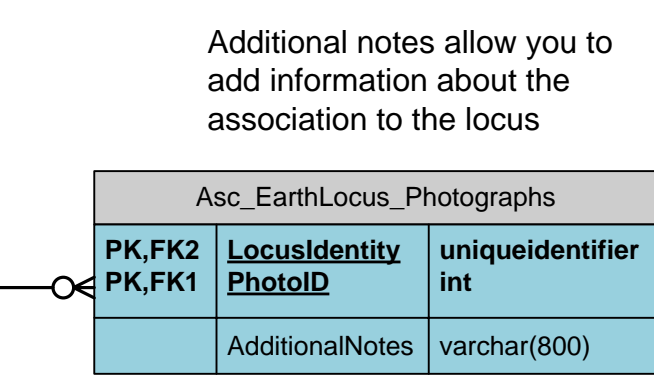 Additional notes allow you to
add information about the
association to the locus
Asc_EarthLocus_Photographs
PK,FK2 LocusIdentity uniqueidentifier
PK,FK1 PhotoID int
AdditionalNotes varchar(800)